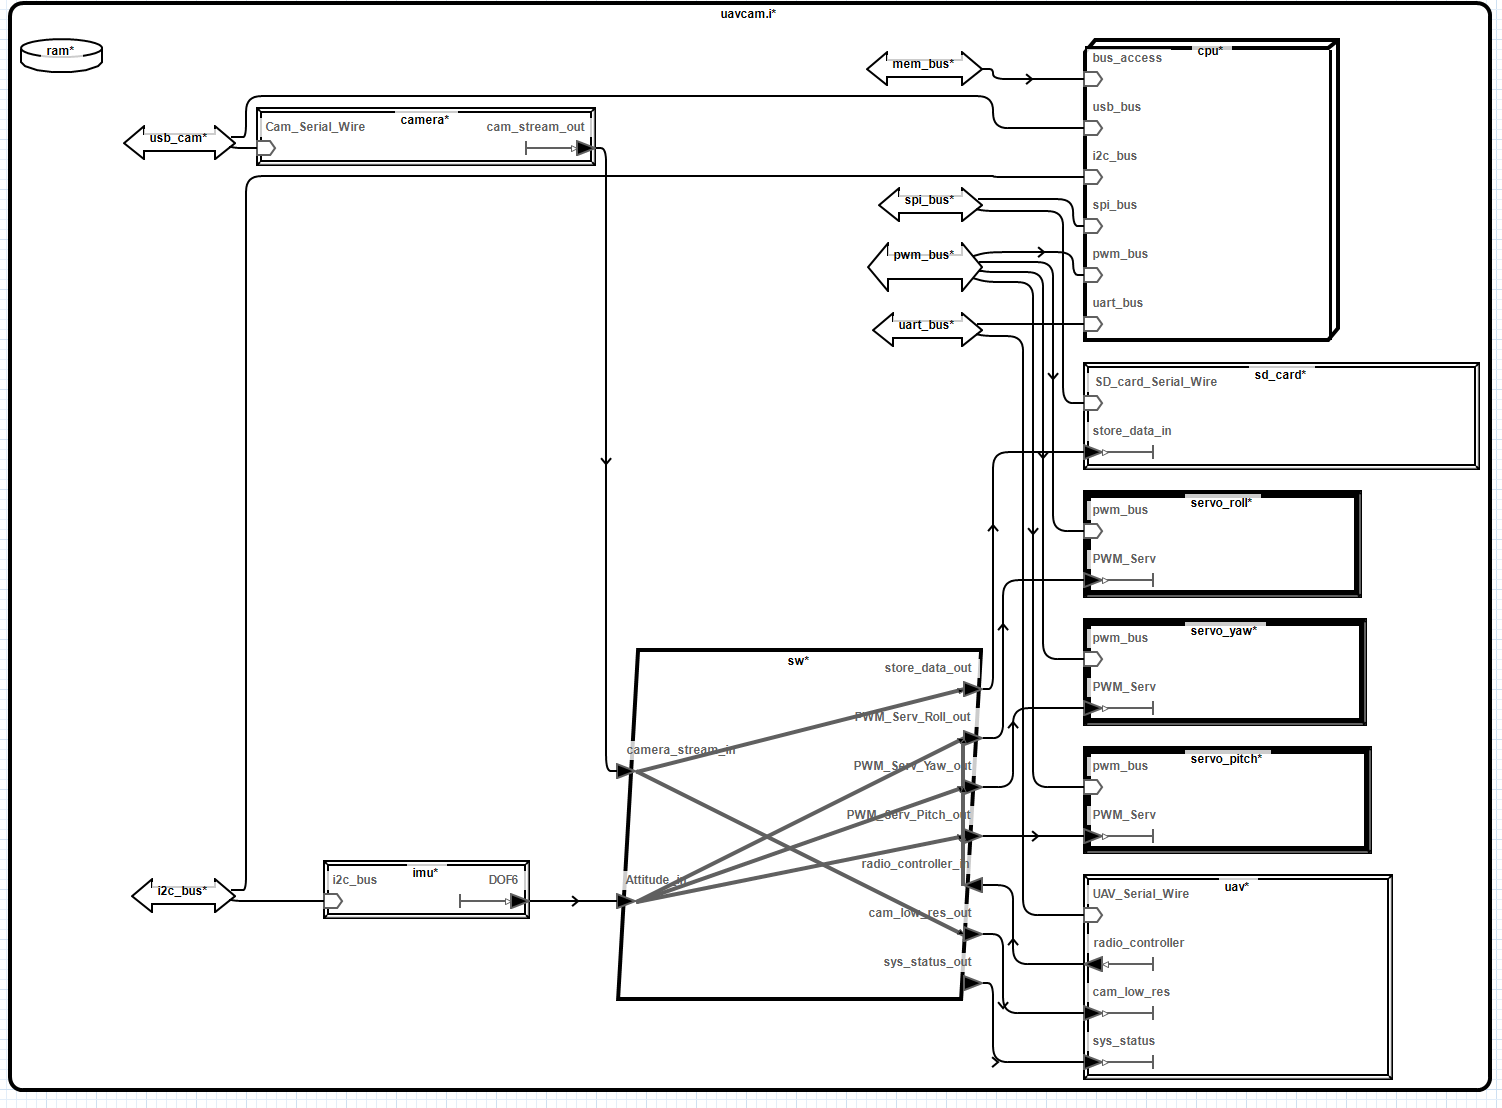 uavcam.i*
ram*
mem_bus*
cpu*
bus_access
usb_bus
i2c_bus
spi_bus
pwm_bus
uart_bus
usb_cam*
camera*
Cam_Serial_Wire
cam_stream_out
spi_bus*
pwm_bus*
uart_bus*
sd_card*
SD_card_Serial_Wire
store_data_in
servo_roll*
pwm_bus
PWM_Serv
servo_yaw*
pwm_bus
PWM_Serv
servo_pitch*
pwm_bus
PWM_Serv
sw*
store_data_out
PWM_Serv_Roll_out
camera_stream_in
PWM_Serv_Yaw_out
PWM_Serv_Pitch_out
radio_controller_in
Attitude_in
cam_low_res_out
sys_status_out
i2c_bus*
imu*
i2c_bus
DOF6
uav*
UAV_Serial_Wire
radio_controller
cam_low_res
sys_status